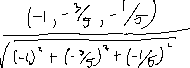 (-1, -3/5, -1/5)
√((-1)² + (-3/5)² + (-1/5)²)